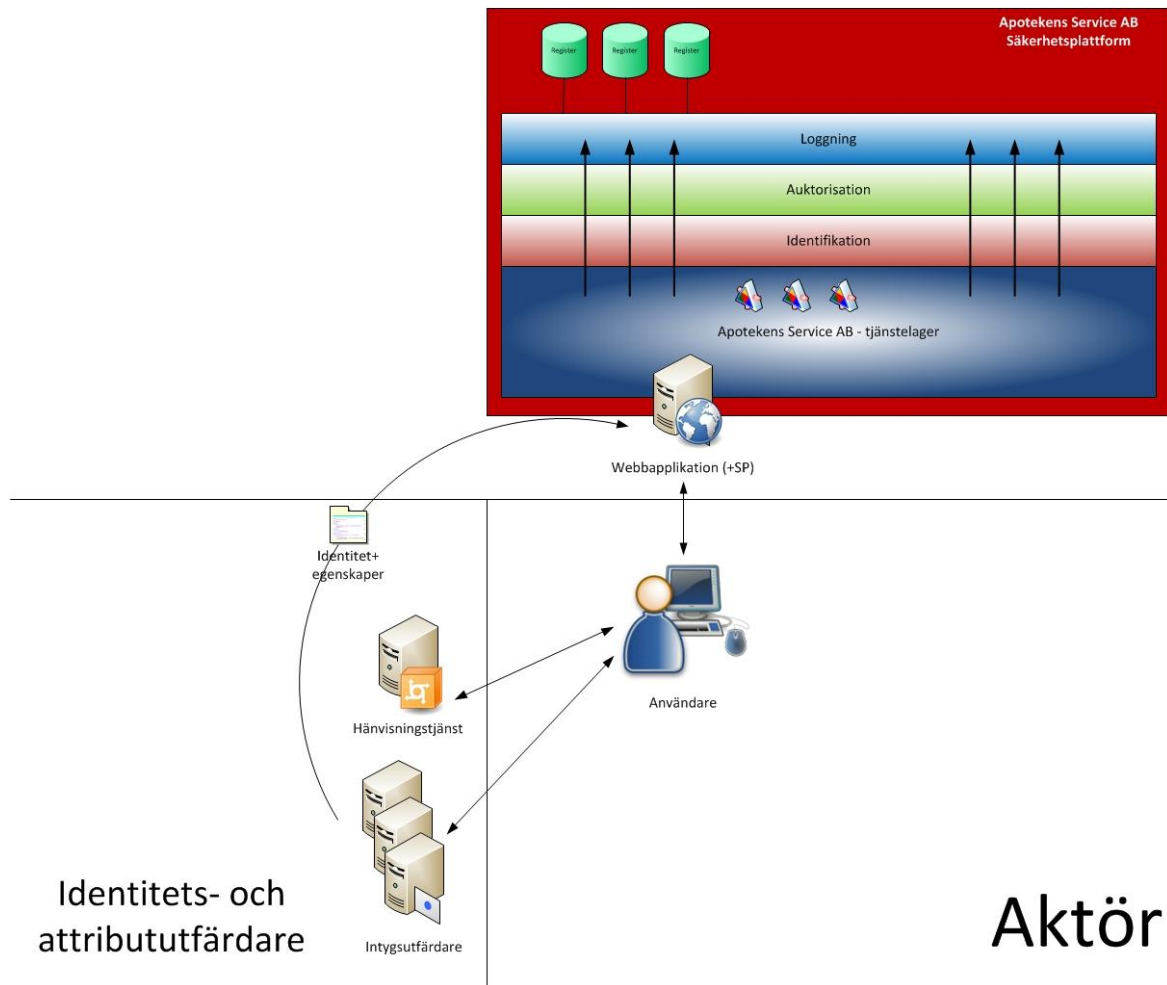 Apotekens Service AB
Säkerhetsplattform
Register
Register
Register
Loggning
Auktorisation
Identifikation
Apotekens Service AB - tjänstelager
Webbapplikation (+SP)
Identitet+
egenskaper
Hänvisningstjänst
Användare
Intygsutfärdare
Identitets- och
attribututfärdare
Aktör